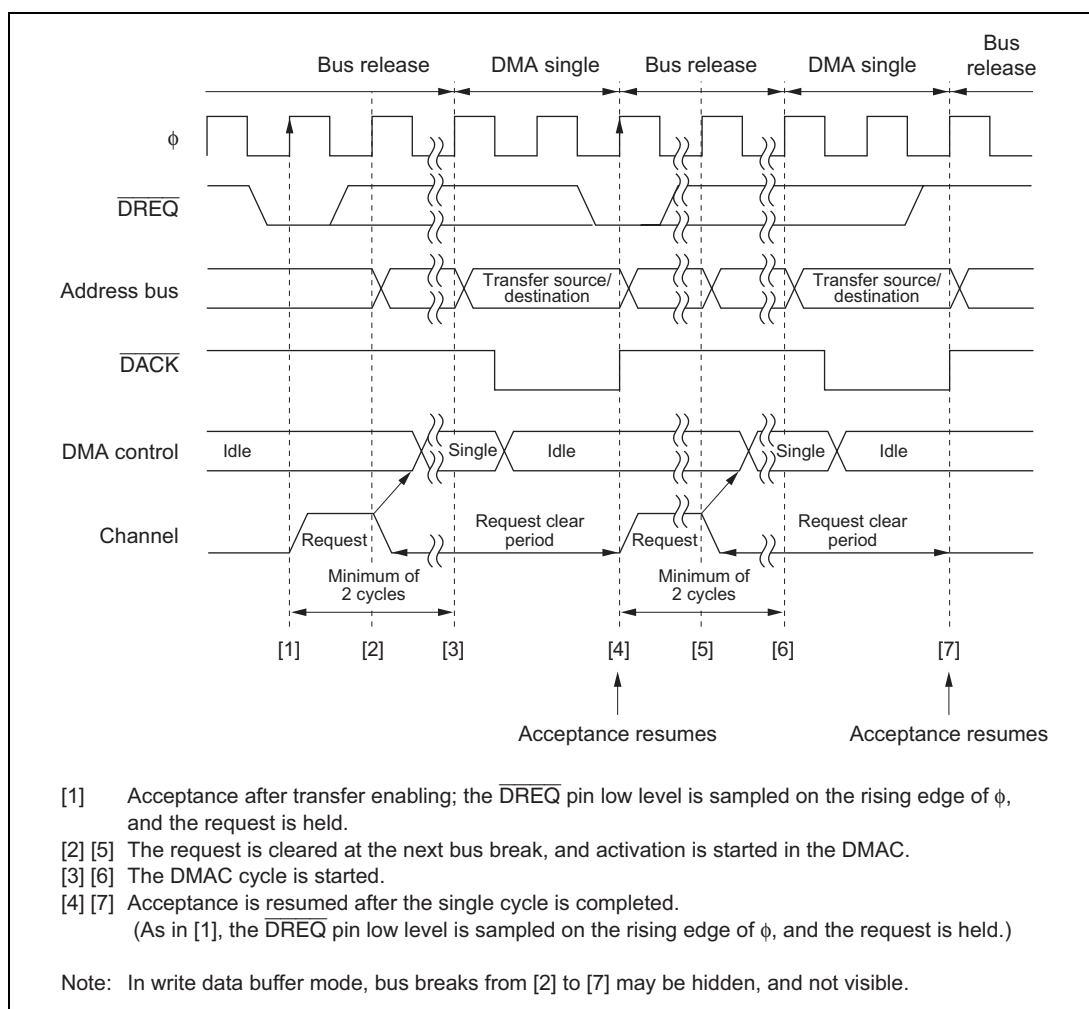 Bus release
DMA single
Bus release
DMA single
Bus
release
φ
DREQ
Address bus
Transfer source/
destination
Transfer source/
destination
DACK
DMA control
Idle
Single
Idle
Single
Idle
Channel
Request
Request clear
period
Request
Request clear
period
Minimum of
2 cycles
Minimum of
2 cycles
[1] [2] [3] [4] [5] [6] [7]
Acceptance resumes
Acceptance resumes
[1] Acceptance after transfer enabling; the DREQ pin low level is sampled on the rising edge of φ,
and the request is held.
[2] [5] The request is cleared at the next bus break, and activation is started in the DMAC.
[3] [6] The DMAC cycle is started.
[4] [7] Acceptance is resumed after the single cycle is completed.
(As in [1], the DREQ pin low level is sampled on the rising edge of φ, and the request is held.)
Note: In write data buffer mode, bus breaks from [2] to [7] may be hidden, and not visible.